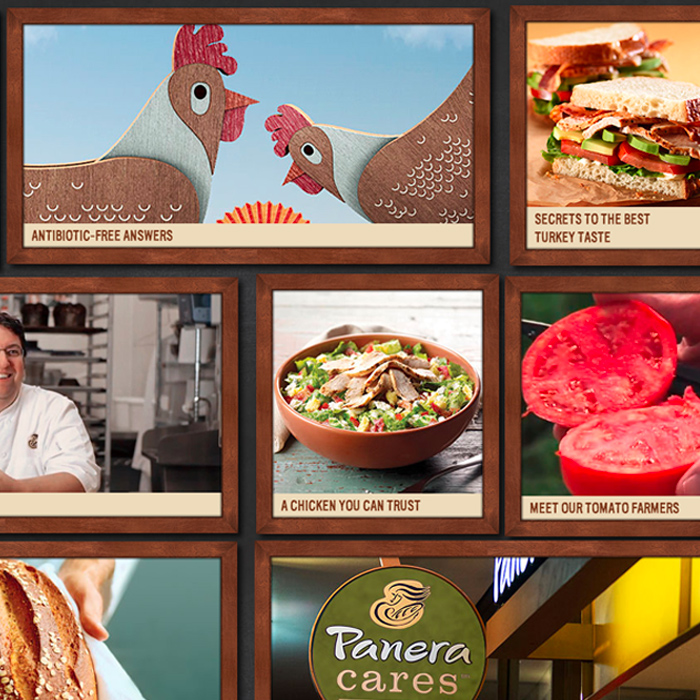 ANTIBIOTIC-FREE ANSWERS
SECRETS TO THE BEST
TURKEY TASTE
A CHICKEN YOU CAN TRUST
MEET OUR TOMATO FARMERS
Panera
cares